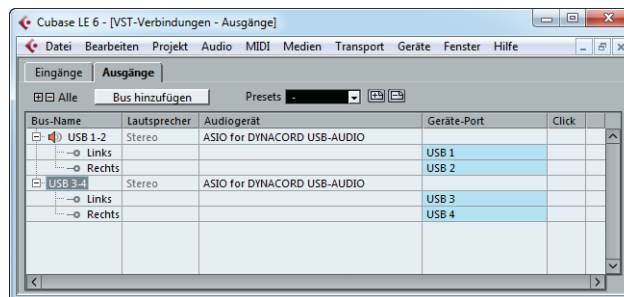 Cubase LE 6 - [VST-Verbindungen - Ausgänge]
Datei Bearbeiten Projekt Audio MIDI Medien Transport Geräte Fenster Hilfe
Eingänge Ausgänge
Alle Bus hinzufügen Presets -
Bus-Name Lautsprecher Audiogerät Geräte-Port Click
USB 1-2 Stereo ASIO for DYNACORD USB-AUDIO
Links USB 1
Rechts USB 2
USB 3-4 Stereo ASIO for DYNACORD USB-AUDIO
Links USB 3
Rechts USB 4